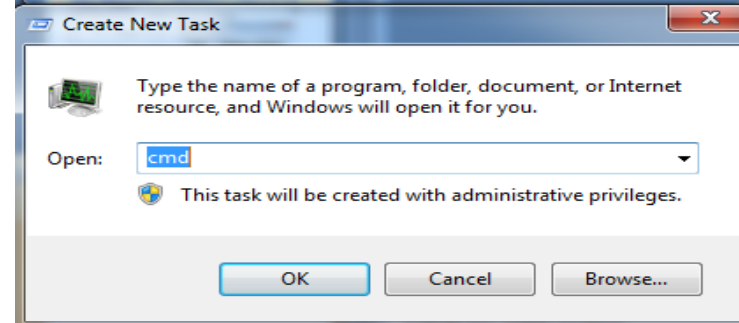 Create New Task
Type the name of a program, folder, document, or Internet
resource, and Windows will open it for you.
Open: cmd
This task will be created with administrative privileges.
OK Cancel Browse...